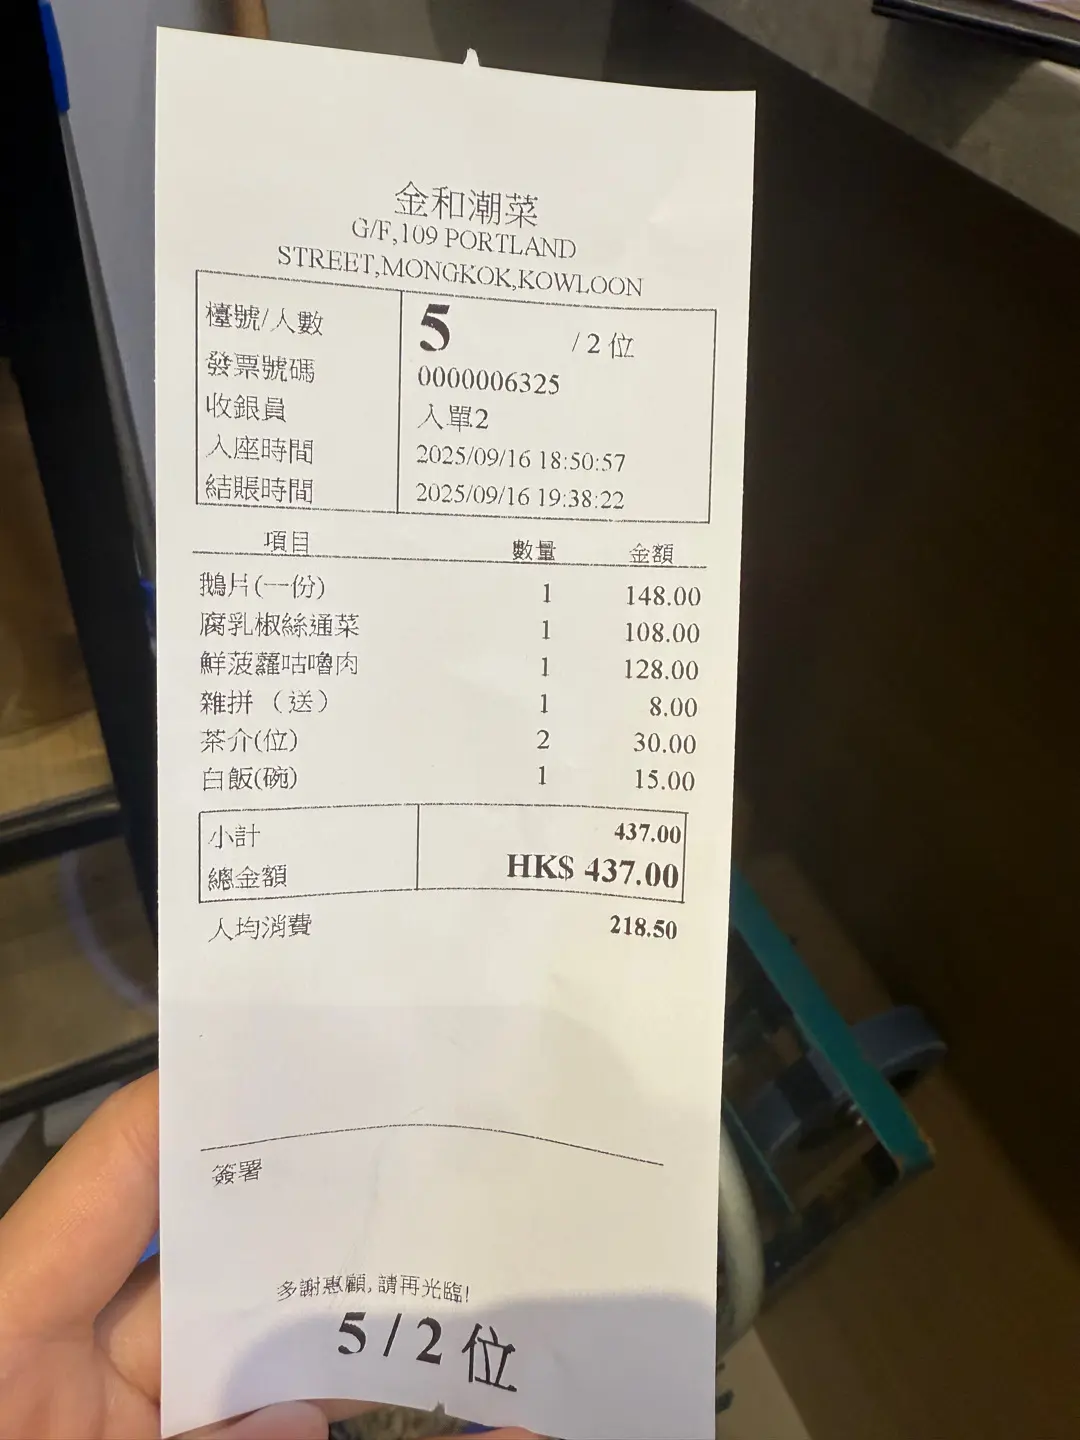 金和潮菜
G/F,109 PORTLAND
STREET,MONGKOK,KOWLOON
檯號/人數 5 / 2 位
發票號碼 0000006325
收銀員 入單2
入座時間 2025/09/16 18:50:57
結賬時間 2025/09/16 19:38:22
項目 數量 金額
鵝片(一份) 1 148.00
腐乳椒絲通菜 1 108.00
鮮菠蘿咕嚕肉 1 128.00
雜拼（送） 1 8.00
茶介(位) 2 30.00
白飯(碗) 1 15.00
小計 437.00
總金額 HK$ 437.00
人均消費 218.50
簽署
多謝惠顧,請再光臨!
5 / 2 位